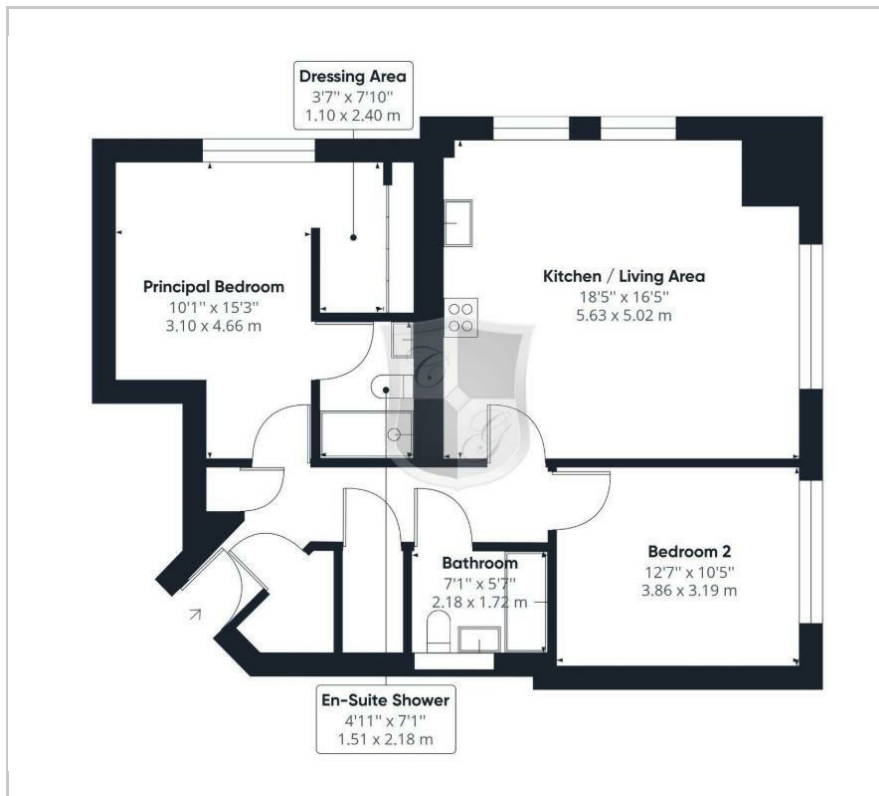 Dressing Area
3'7" x 7'10"
1.10 x 2.40 m
Principal Bedroom
10'1" x 15'3"
3.10 x 4.66 m
Kitchen / Living Area
18'5" x 16'5"
5.63 x 5.02 m
Bathroom
7'1" x 5'7"
2.18 x 1.72 m
Bedroom 2
12'7" x 10'5"
3.86 x 3.19 m
En-Suite Shower
4'11" x 7'1"
1.51 x 2.18 m